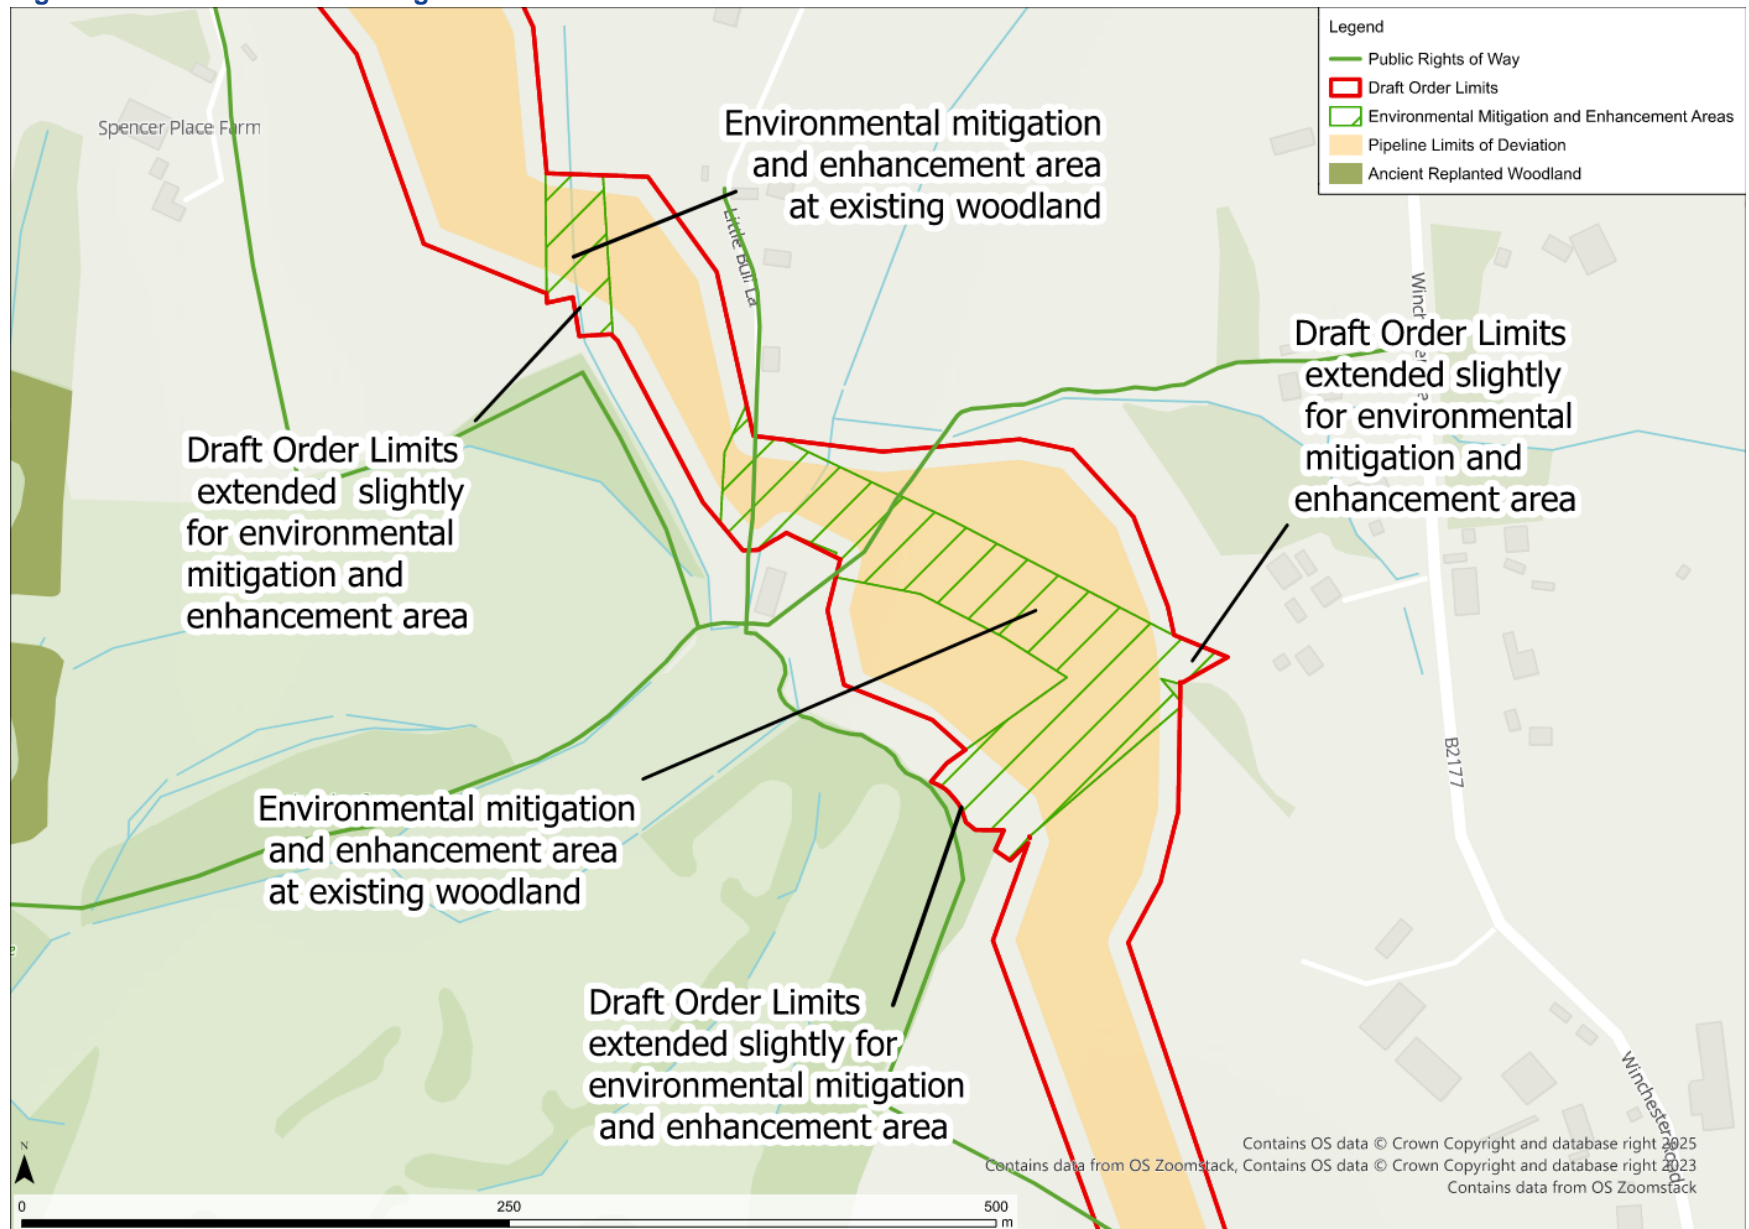 Legend
Public Rights of Way
Draft Order Limits
Environmental Mitigation and Enhancement Areas
Pipeline Limits of Deviation
Ancient Replanted Woodland
Spencer Place Farm
Environmental mitigation
and enhancement area
at existing woodland
Little Bull La
Draft Order Limits
extended slightly
for environmental
mitigation and
enhancement area
Draft Order Limits
extended slightly
for environmental
mitigation and
enhancement area
B2177
Environmental mitigation
and enhancement area
at existing woodland
Draft Order Limits
extended slightly for
environmental mitigation
and enhancement area
Winchester Road
Contains OS data © Crown Copyright and database right 2025
Contains data from OS Zoomstack, Contains OS data © Crown Copyright and database right 2023
Contains data from OS Zoomstack
N
0 250 500
m